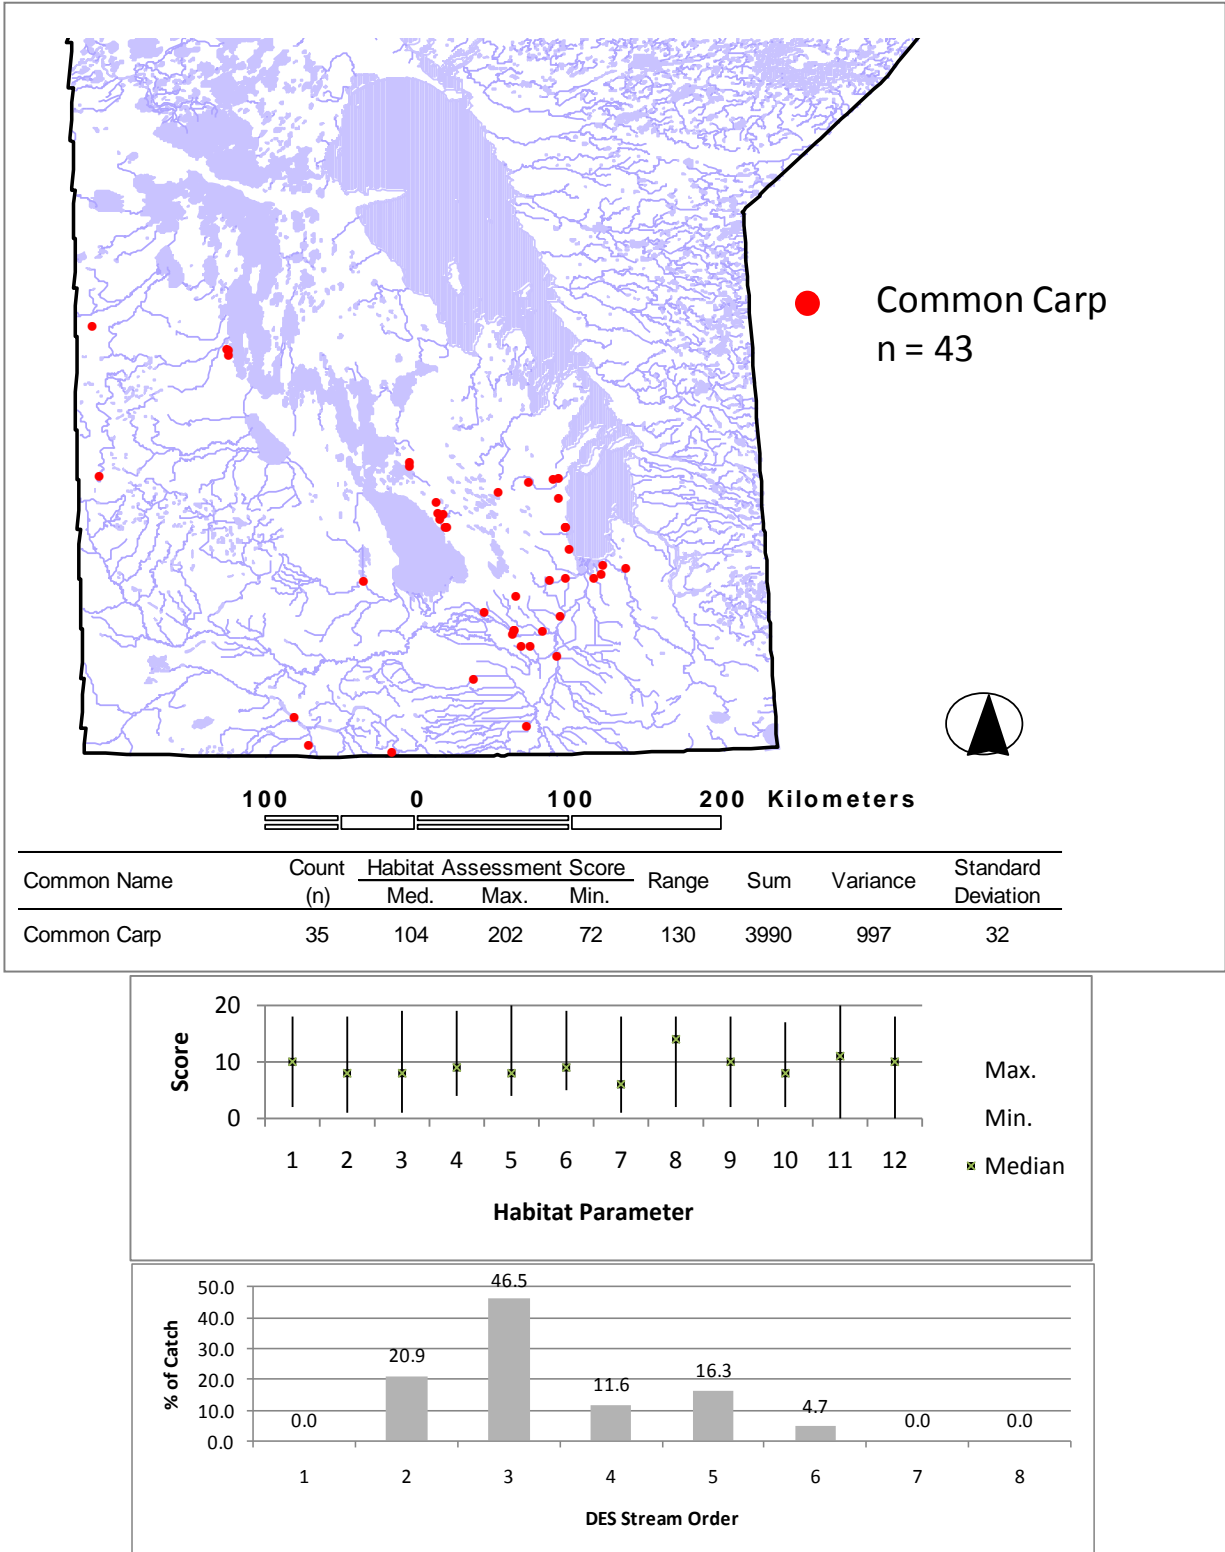 Common Carp
n = 43
100 0 100 200 Kilometers
Common Name Count (n) Habitat Assessment Score Med. Max. Min. Range Sum Variance Standard Deviation
Common Carp 35 104 202 72 130 3990 997 32
20
10
0
Score
1 2 3 4 5 6 7 8 9 10 11 12
Habitat Parameter
Max.
Min.
Median
50.0
40.0
30.0
20.0
10.0
0.0
% of Catch
0.0 20.9 46.5 11.6 16.3 4.7 0.0 0.0
1 2 3 4 5 6 7 8
DES Stream Order